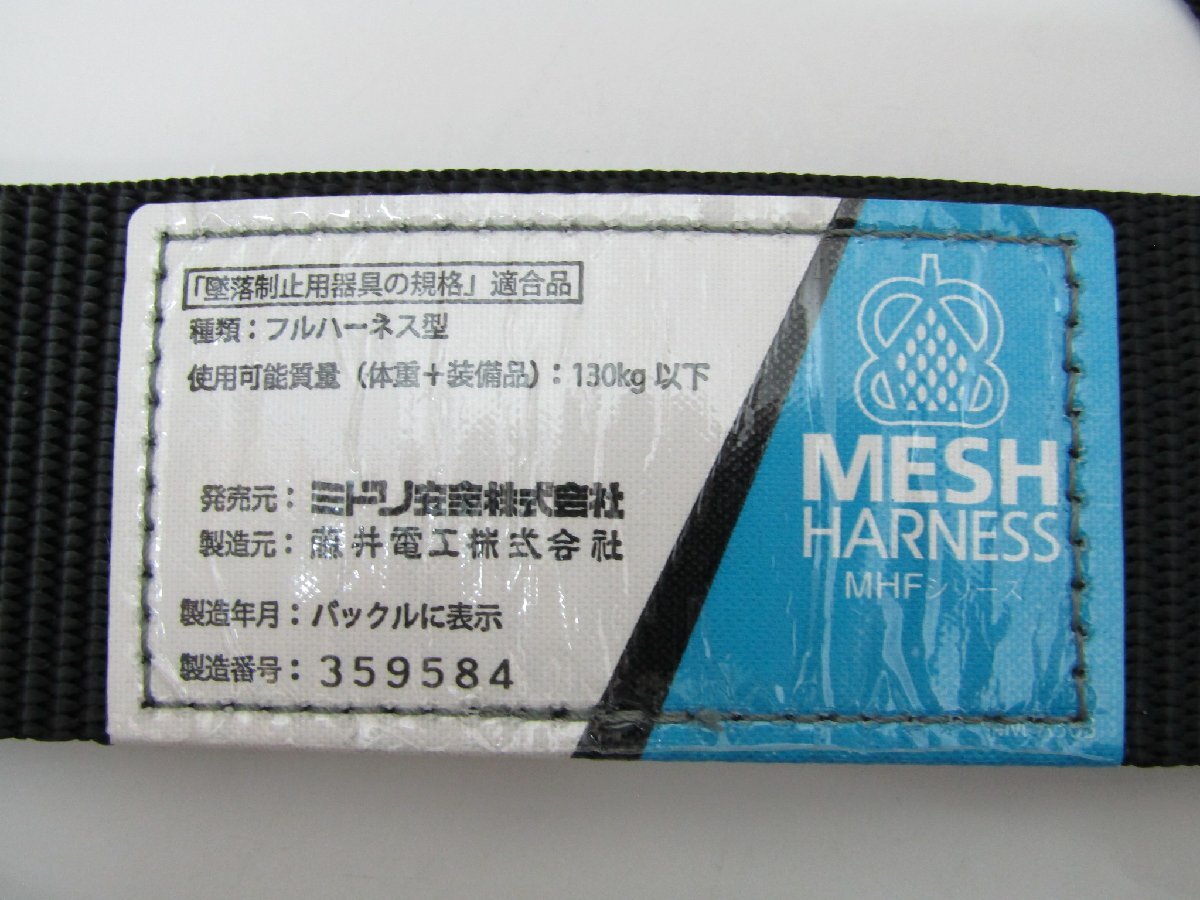 「墜落制止用器具の規格」適合品
種類：フルハーネス型
使用可能質量（体重＋装備品）：130kg 以下
発売元：ミドリ安全株式会社
製造元：藤井電工株式会社
製造年月：バックルに表示
製造番号：359584
MESH
HARNESS
MHFシリーズ